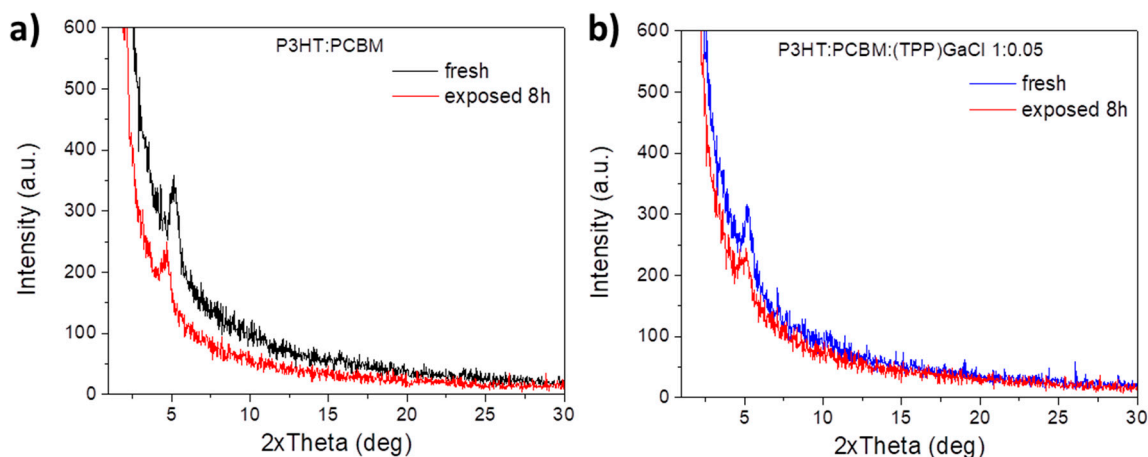 a)
P3HT:PCBM
fresh
exposed 8h
Intensity (a.u.)
600
500
400
300
200
100
0
5 10 15 20 25 30
2xTheta (deg)
b)
P3HT:PCBM:(TPP)GaCl 1:0.05
fresh
exposed 8h
Intensity (a.u.)
600
500
400
300
200
100
0
5 10 15 20 25 30
2xTheta (deg)